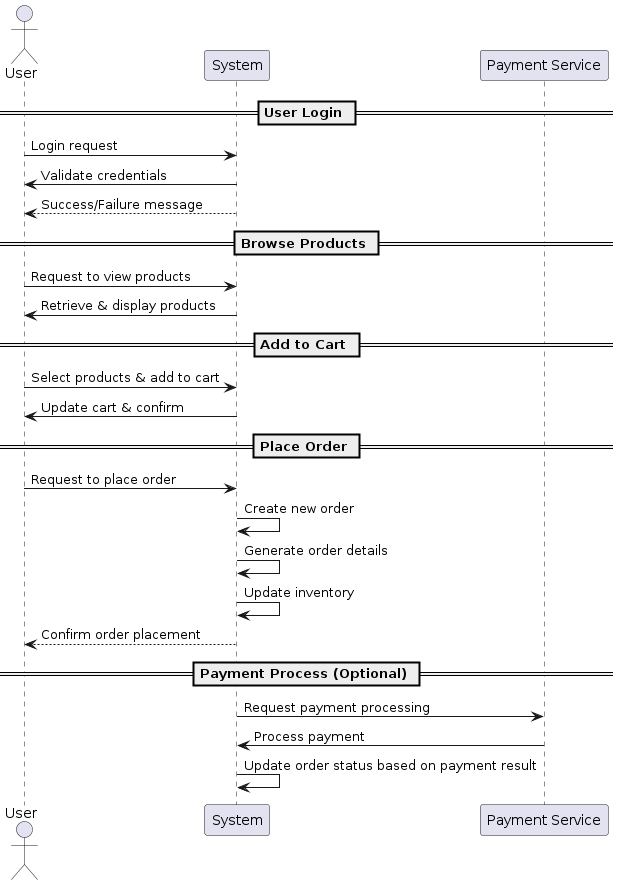 User
System
Payment Service
User Login
Login request
Validate credentials
Success/Failure message
Browse Products
Request to view products
Retrieve & display products
Add to Cart
Select products & add to cart
Update cart & confirm
Place Order
Request to place order
Create new order
Generate order details
Update inventory
Confirm order placement
Payment Process (Optional)
Request payment processing
Process payment
Update order status based on payment result
User
System
Payment Service